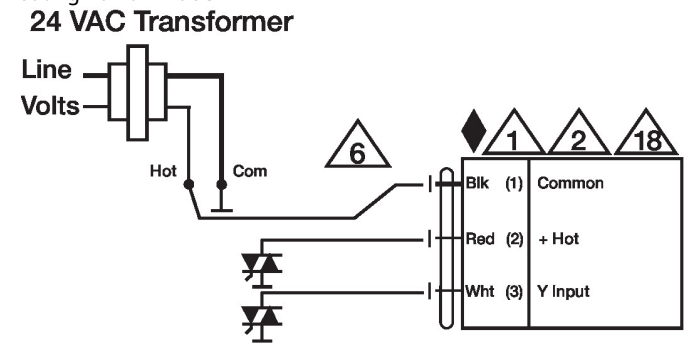 24 VAC Transformer
Line
Volts
Hot
Com
6
1
2
18
Blk (1) Common
Red (2) + Hot
Wht (3) Y Input